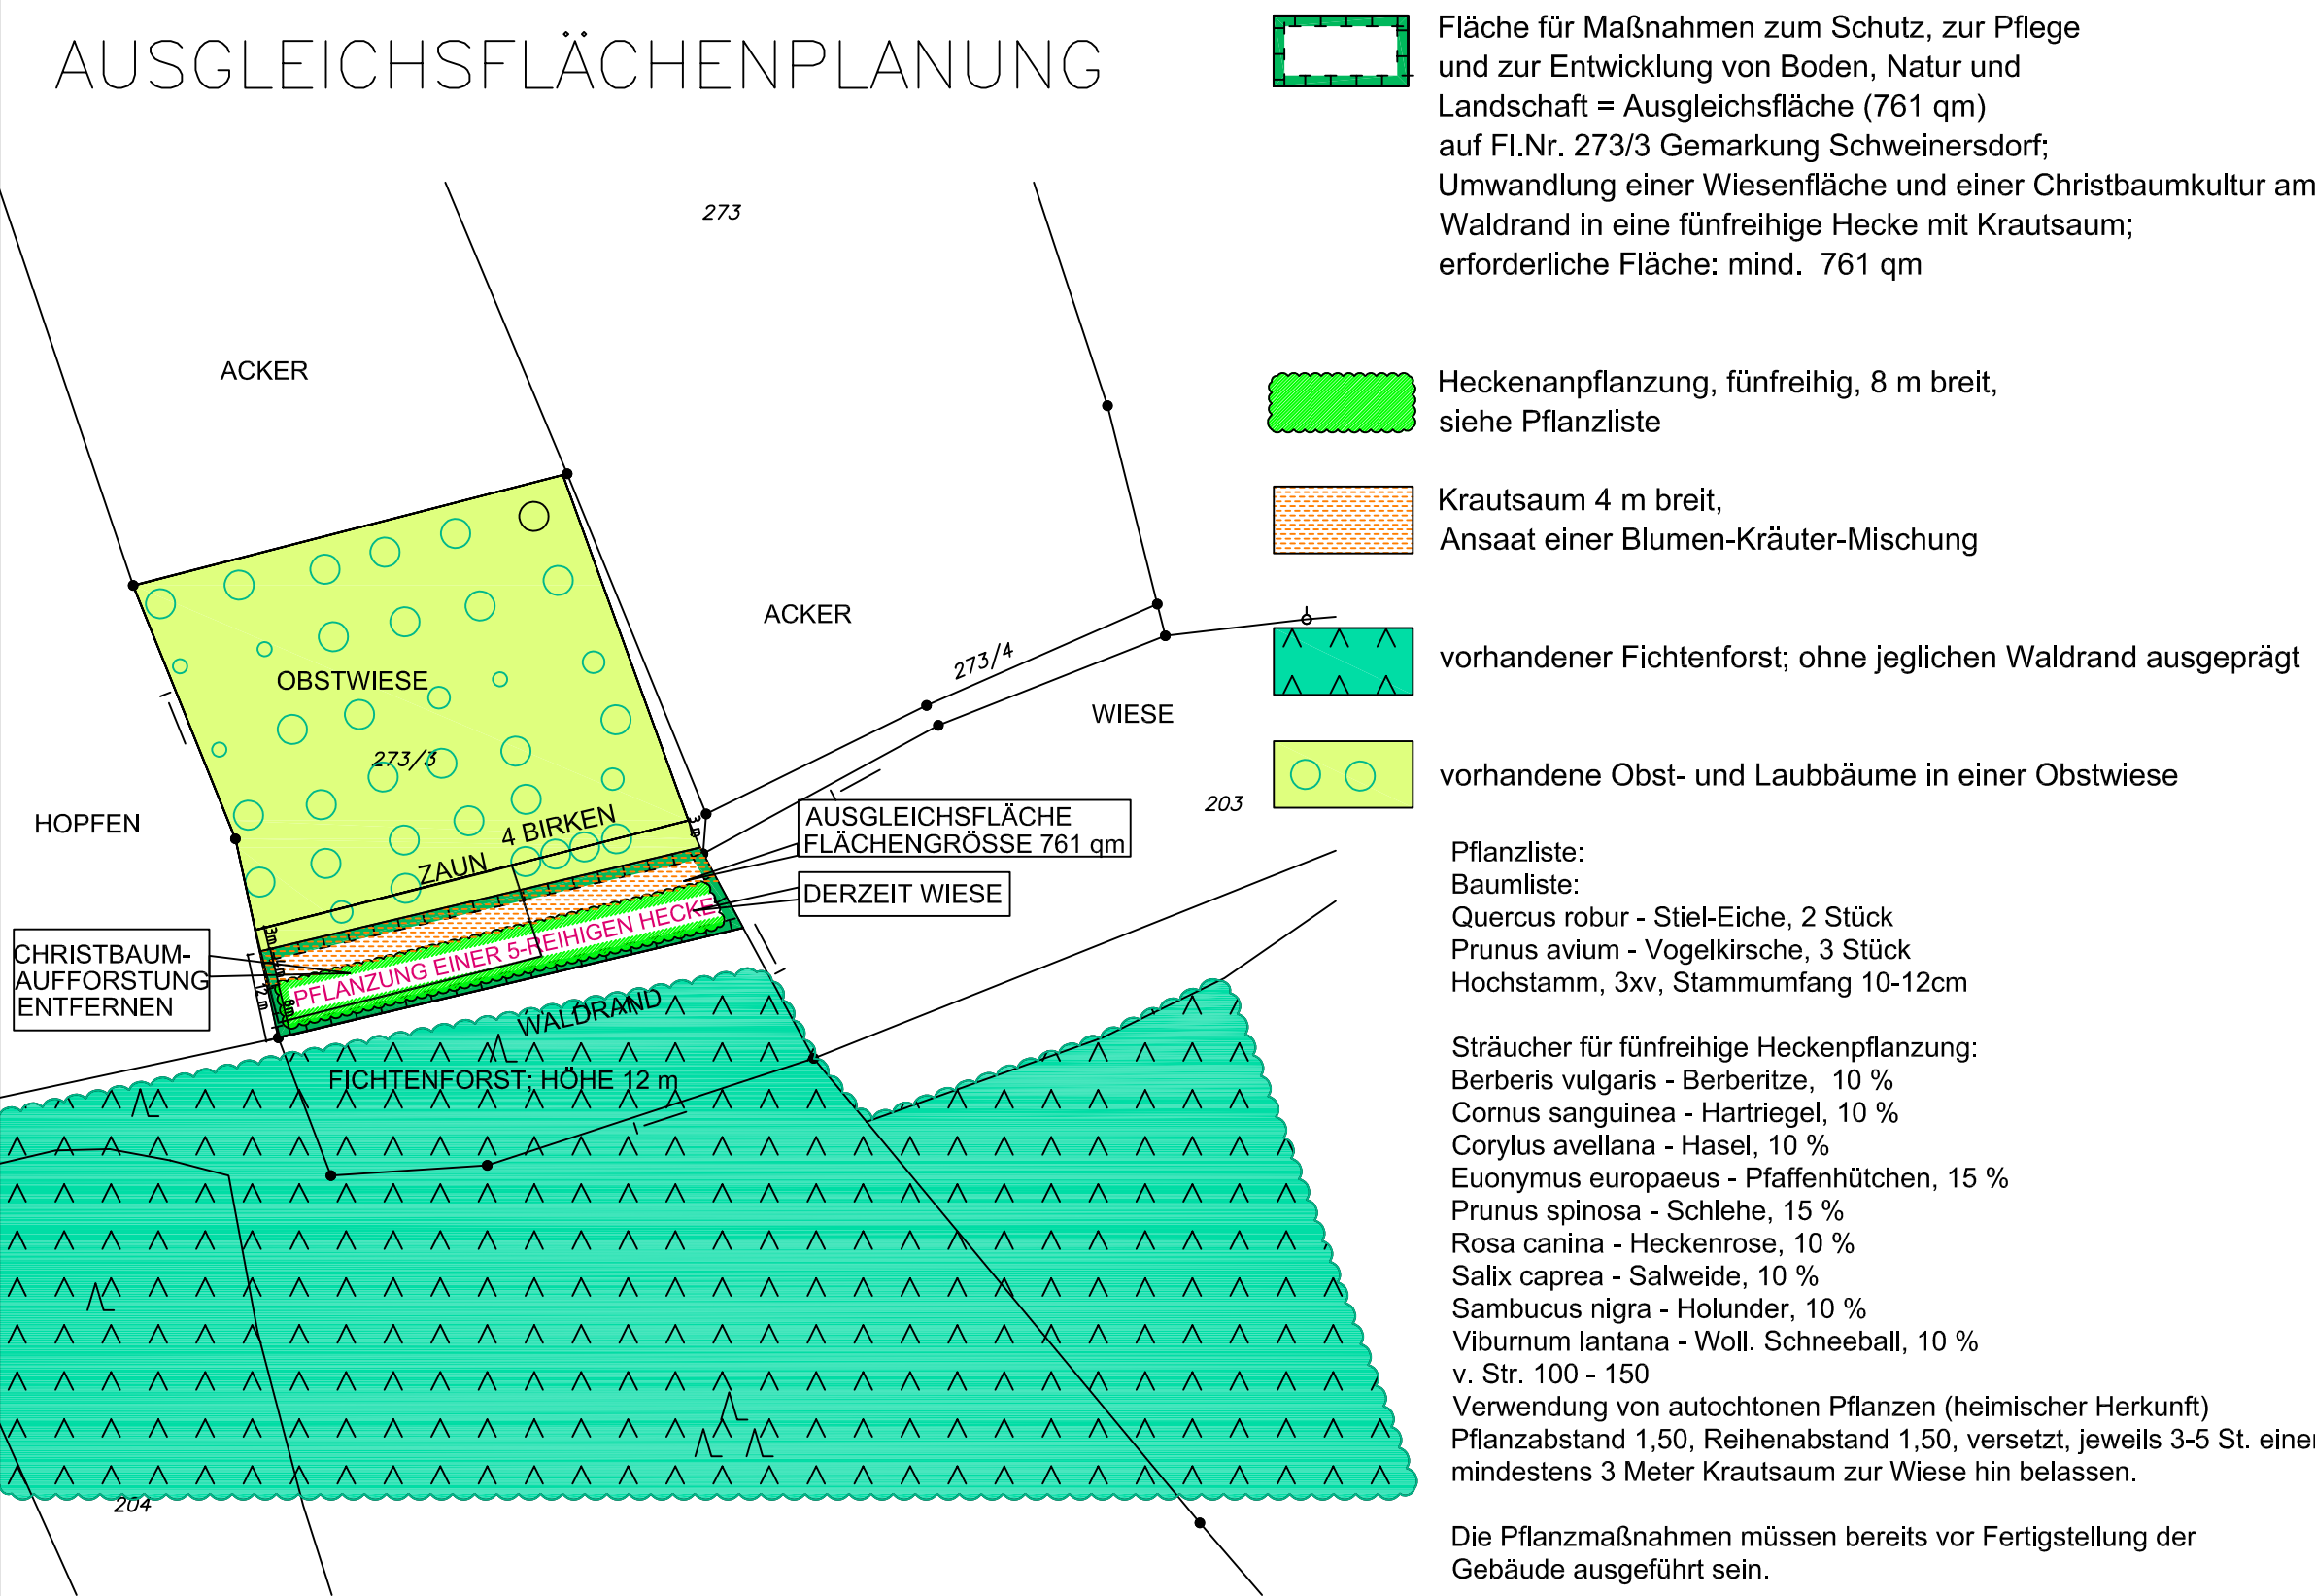 AUSGLEICHSFLÄCHENPLANUNG
Fläche für Maßnahmen zum Schutz, zur Pflege
und zur Entwicklung von Boden, Natur und
Landschaft = Ausgleichsfläche (761 qm)
auf Fl.Nr. 273/3 Gemarkung Schweinersdorf;
Umwandlung einer Wiesenfläche und einer Christbaumkultur am
Waldrand in eine fünfreihige Hecke mit Krautsaum;
erforderliche Fläche: mind. 761 qm
Heckenanpflanzung, fünfreihig, 8 m breit,
siehe Pflanzliste
Krautsaum 4 m breit,
Ansaat einer Blumen-Kräuter-Mischung
vorhandener Fichtenforst; ohne jeglichen Waldrand ausgeprägt
vorhandene Obst- und Laubbäume in einer Obstwiese
Pflanzliste:
Baumliste:
Quercus robur - Stiel-Eiche, 2 Stück
Prunus avium - Vogelkirsche, 3 Stück
Hochstamm, 3xv, Stammumfang 10-12cm
Sträucher für fünfreihige Heckenpflanzung:
Berberis vulgaris - Berberitze, 10 %
Cornus sanguinea - Hartriegel, 10 %
Corylus avellana - Hasel, 10 %
Euonymus europaeus - Pfaffenhütchen, 15 %
Prunus spinosa - Schlehe, 15 %
Rosa canina - Heckenrose, 10 %
Salix caprea - Salweide, 10 %
Sambucus nigra - Holunder, 10 %
Viburnum lantana - Woll. Schneeball, 10 %
v. Str. 100 - 150
Verwendung von autochtonen Pflanzen (heimischer Herkunft)
Pflanzabstand 1,50, Reihenabstand 1,50, versetzt, jeweils 3-5 St. einer
mindestens 3 Meter Krautsaum zur Wiese hin belassen.
Die Pflanzmaßnahmen müssen bereits vor Fertigstellung der
Gebäude ausgeführt sein.
273
ACKER
ACKER
273/4
OBSTWIESE
WIESE
273/3
203
HOPFEN
4 BIRKEN
3 m
AUSGLEICHSFLÄCHE
FLÄCHENGRÖSSE 761 qm
ZAUN
DERZEIT WIESE
3m
CHRISTBAUM-
AUFFORSTUNG
ENTFERNEN
PFLANZUNG EINER 5-REIHIGEN HECKE
12 m
8m
WALDRAND
FICHTENFORST; HÖHE 12 m
204